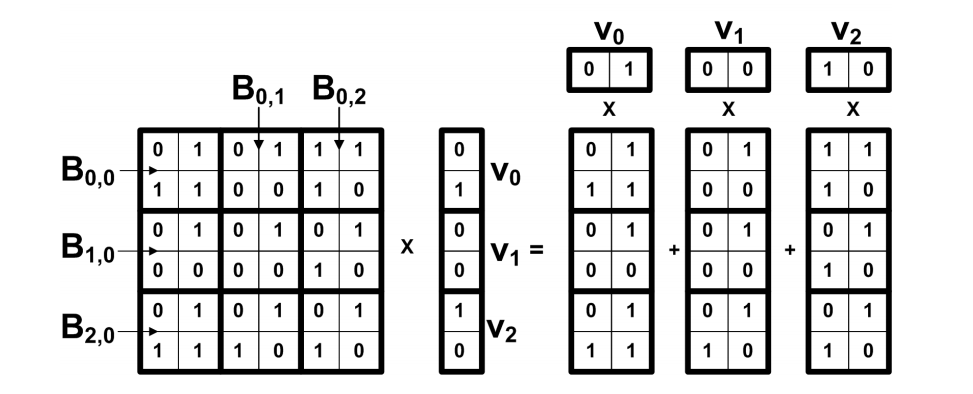 v0 v1 v2
0 1 0 0 1 0
B0,1 B0,2
x x x
B0,0 0 1 0 1 1 1 0 v0 0 1 0 1 1 1
1 1 0 0 1 0 1 1 1 0 0 1 0
B1,0 0 1 0 1 0 1 x 0 v1 = 0 1 + 0 1 + 0 1
0 0 0 0 1 0 0 0 0 0 0 1 0
B2,0 0 1 0 1 0 1 1 v2 0 1 0 1 0 1
1 1 1 0 1 0 0 1 1 1 0 1 0